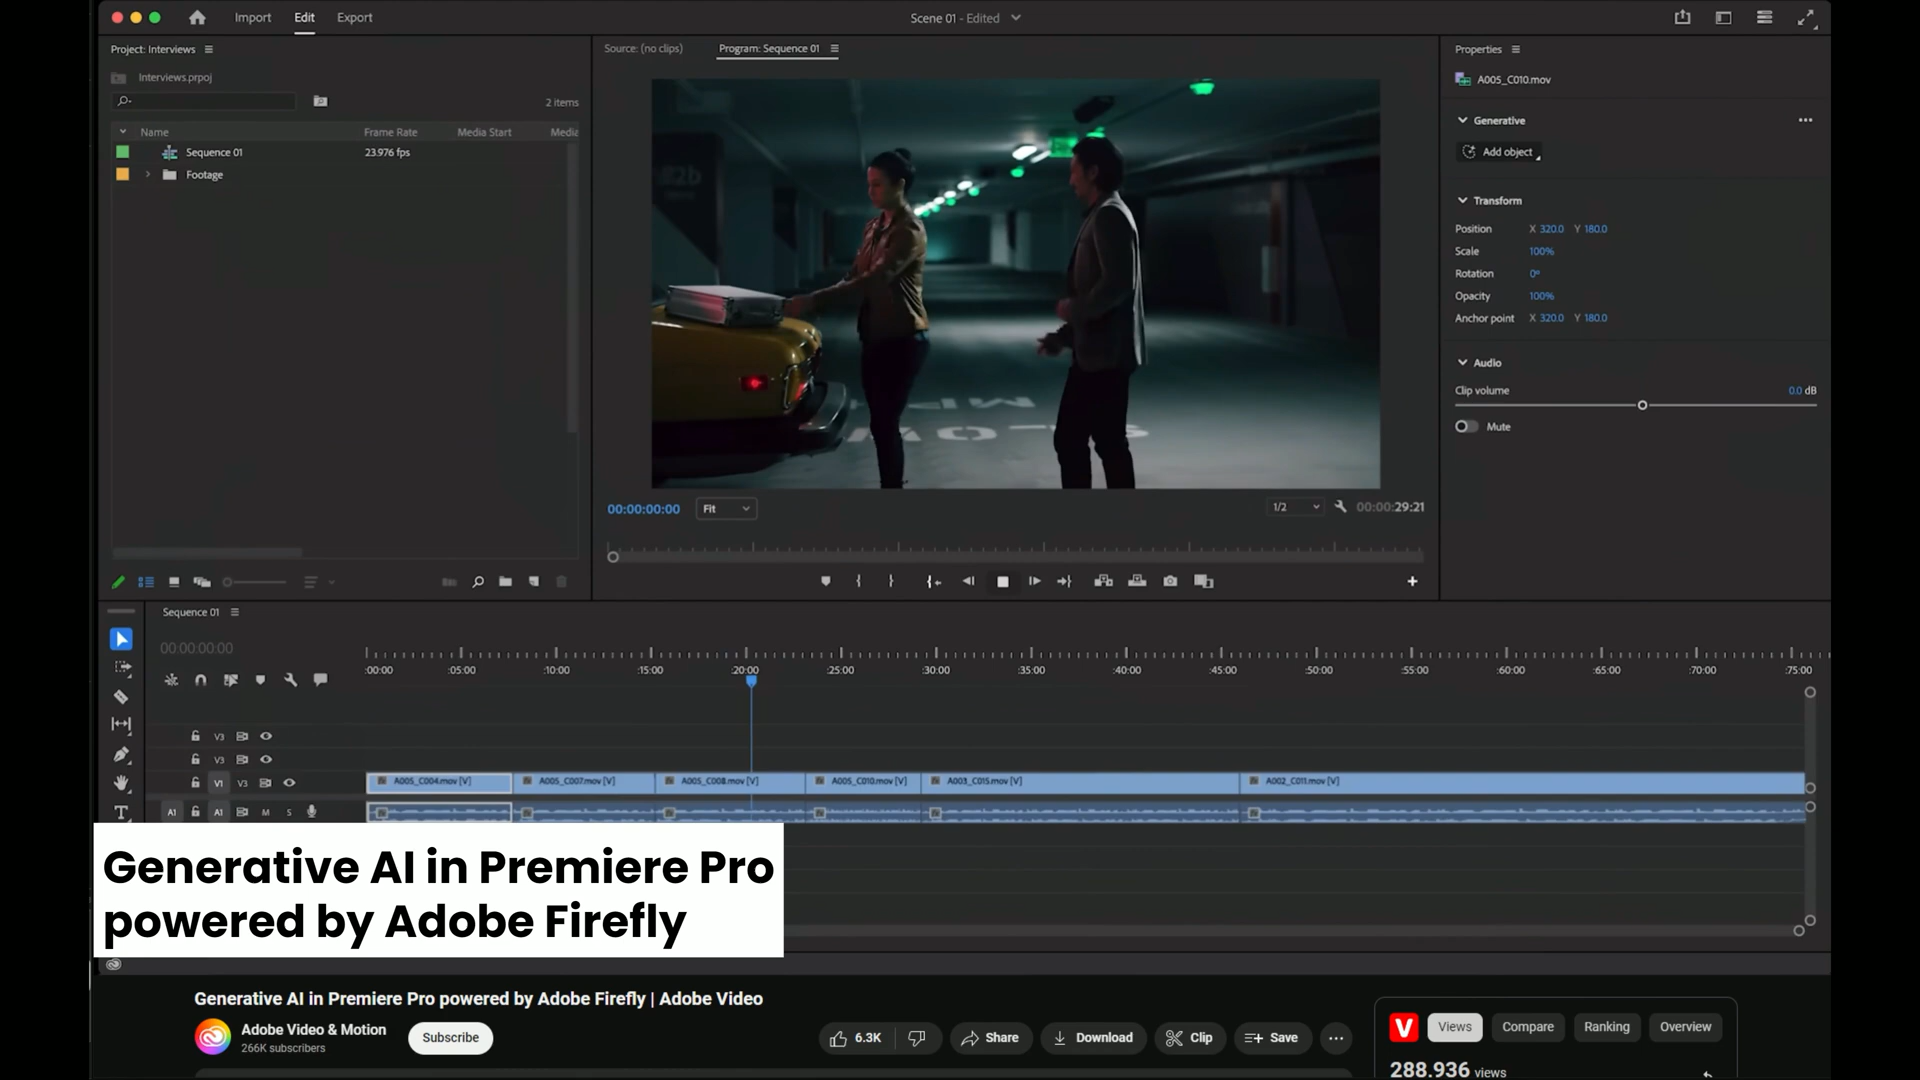 Import Edit Export
Scene 01 - Edited
Project: Interviews
Interviews.prpoj
2 items
Name Frame Rate Media Start Media
Sequence 01 23.976 fps
Footage
Source: (no clips) Program: Sequence 01
00:00:00:00 Fit 1/2 00:00:29:21
Properties
A005_C010.mov
Generative
Add object
Transform
Position X 320.0 Y 180.0
Scale 100%
Rotation 0°
Opacity 100%
Anchor point X 320.0 Y 180.0
Audio
Clip volume 0.0 dB
Mute
Sequence 01
00:00:00:00
:00:00 :05:00 :10:00 :15:00 :20:00 :25:00 :30:00 :35:00 :40:00 :45:00 :50:00 :55:00 :60:00 :65:00 :70:00 :75:00
V3
V3
V1 V3 A005_C004.mov [V] A005_C007.mov [V] A005_C008.mov [V] A005_C010.mov [V] A003_C015.mov [V] A002_C011.mov [V]
A1 A1 M S
Generative AI in Premiere Pro
powered by Adobe Firefly
Generative AI in Premiere Pro powered by Adobe Firefly | Adobe Video
Adobe Video & Motion
266K subscribers
Subscribe
6.3K Share Download Clip Save
Views Compare Ranking Overview
288.936 views